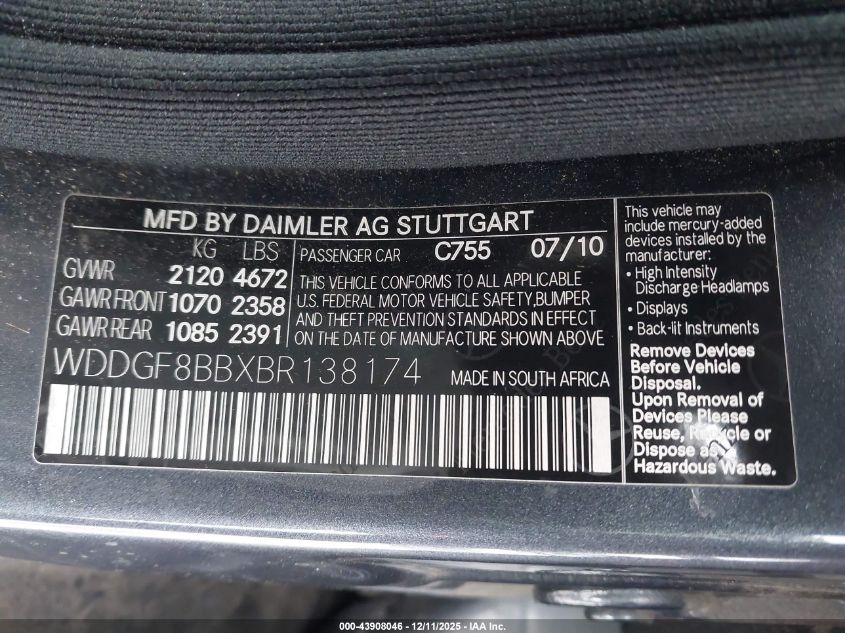 MFD BY DAIMLER AG STUTTGART
KG LBS PASSENGER CAR C755 07/10
GVWR 2120 4672
GAWR FRONT 1070 2358
GAWR REAR 1085 2391
THIS VEHICLE CONFORMS TO ALL APPLICABLE
U.S. FEDERAL MOTOR VEHICLE SAFETY,BUMPER
AND THEFT PREVENTION STANDARDS IN EFFECT
ON THE DATE OF MANUFACTURE SHOWN ABOVE
WDDGF8BBXBR138174 MADE IN SOUTH AFRICA
This vehicle may
include mercury-added
devices installed by the
manufacturer:
• High Intensity
Discharge Headlamps
• Displays
• Back-lit Instruments
Remove Devices
Before Vehicle
Disposal.
Upon Removal of
Devices Please
Reuse, Recycle or
Dispose as
Hazardous Waste.
000-43908046 - 12/11/2025 - IAA Inc.